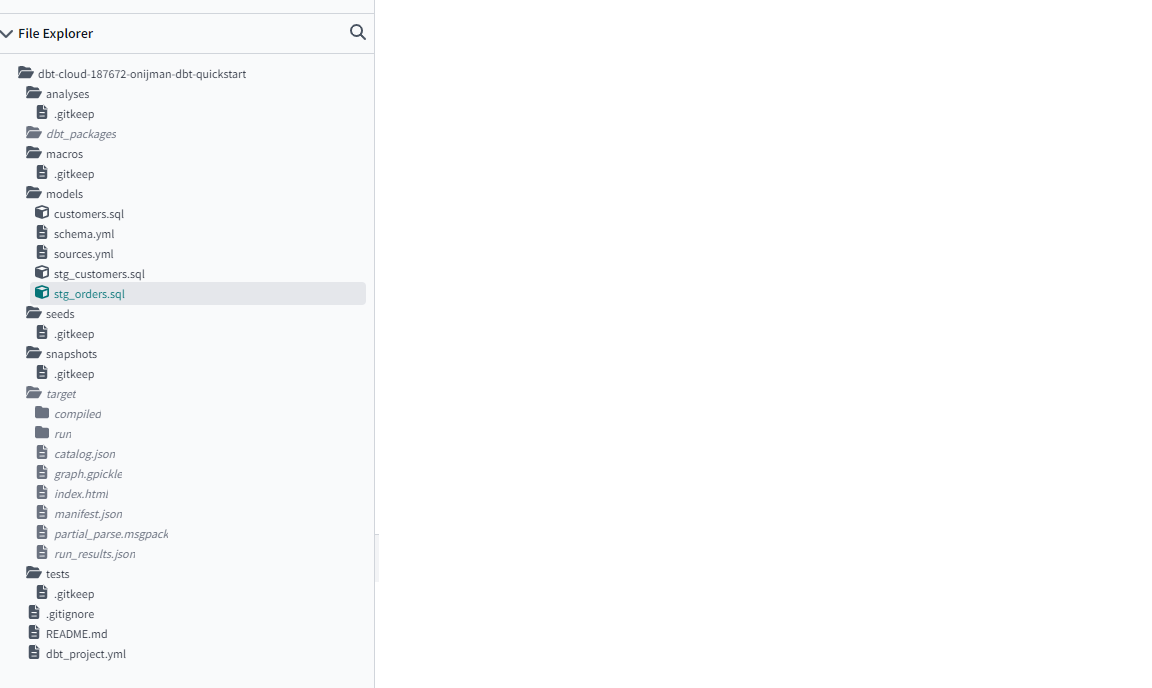 File Explorer
dbt-cloud-187672-onijman-dbt-quickstart
analyses
.gitkeep
dbt_packages
macros
.gitkeep
models
customers.sql
schema.yml
sources.yml
stg_customers.sql
stg_orders.sql
seeds
.gitkeep
snapshots
.gitkeep
target
compiled
run
catalog.json
graph.gpickle
index.html
manifest.json
partial_parse.msgpack
run_results.json
tests
.gitkeep
.gitignore
README.md
dbt_project.yml